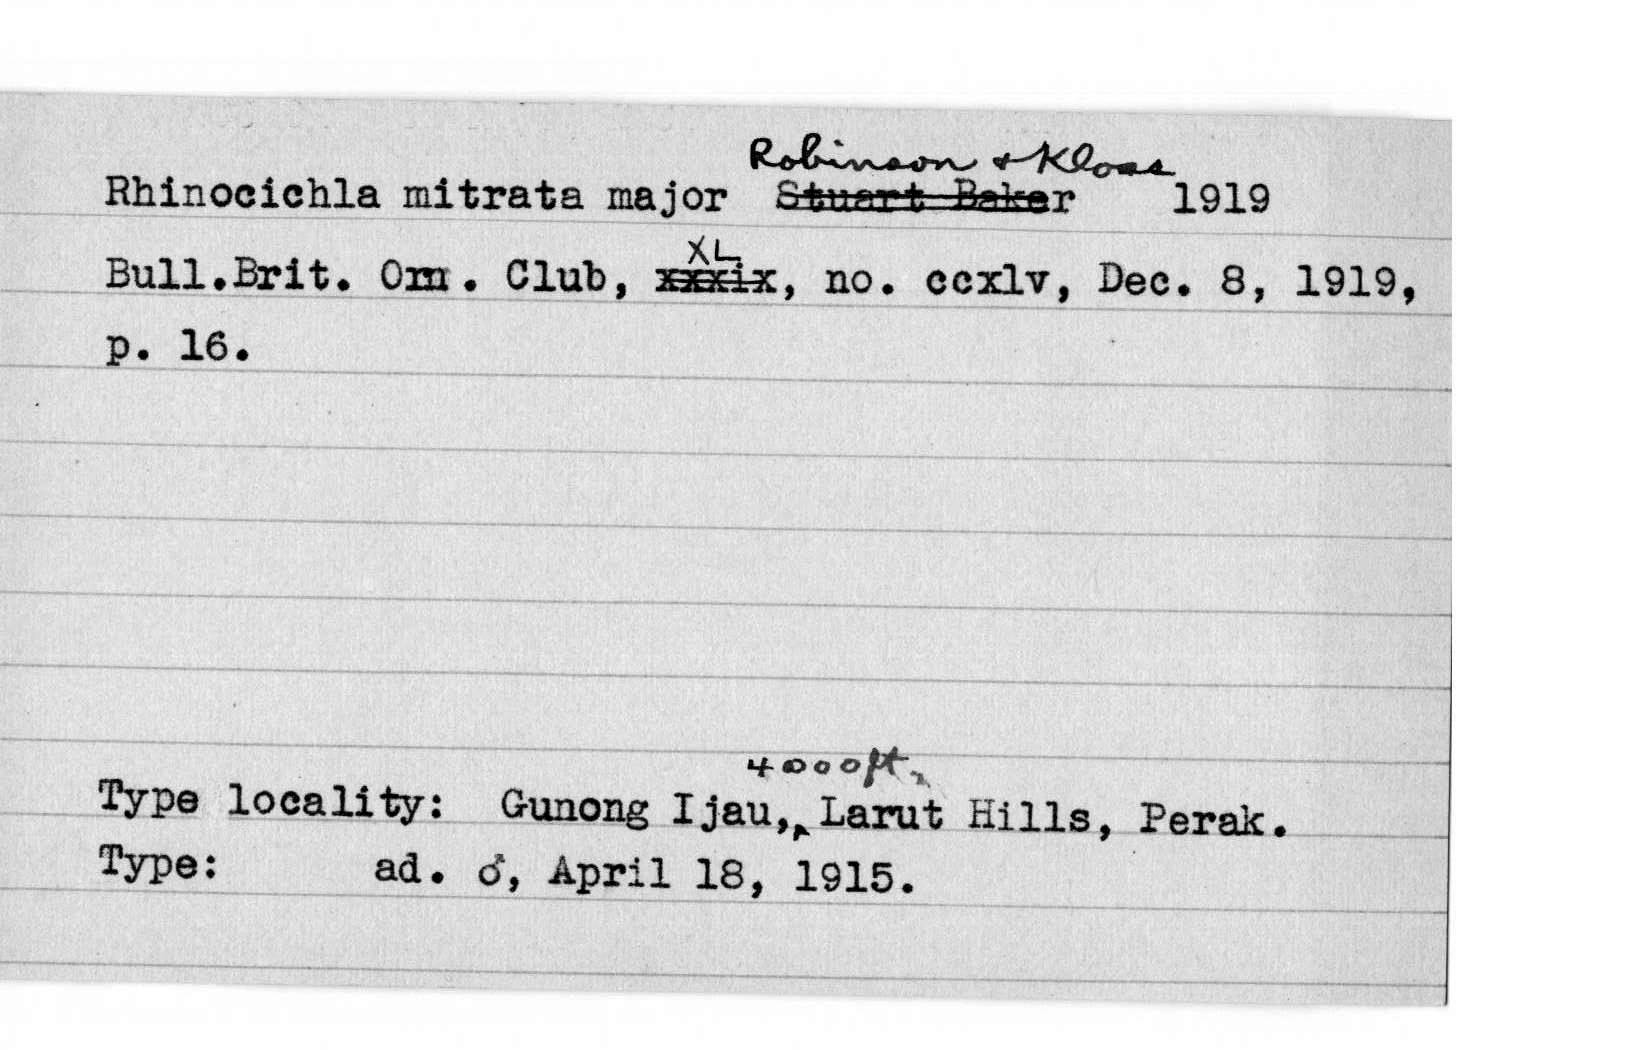 Robinson & Kloss
Rhinocichla mitrata major Stuart Baker 1919
XL
Bull.Brit. Orn. Club, xxxix, no. ccxlv, Dec. 8, 1919,
p. 16.
4000ft.,
Type locality: Gunong Ijau, Larut Hills, Perak.
Type: ad. ♂, April 18, 1915.